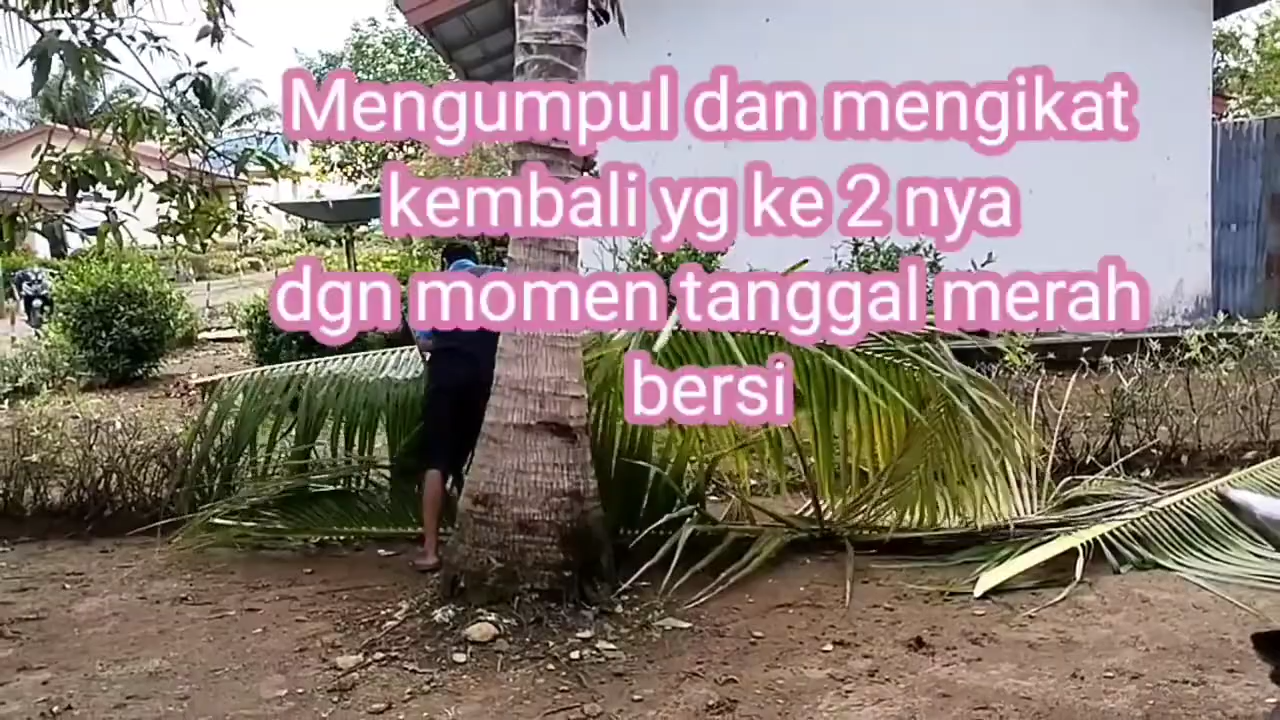 Mengumpul dan mengikat
kembali yg ke 2 nya
dgn momen tanggal merah
bersi